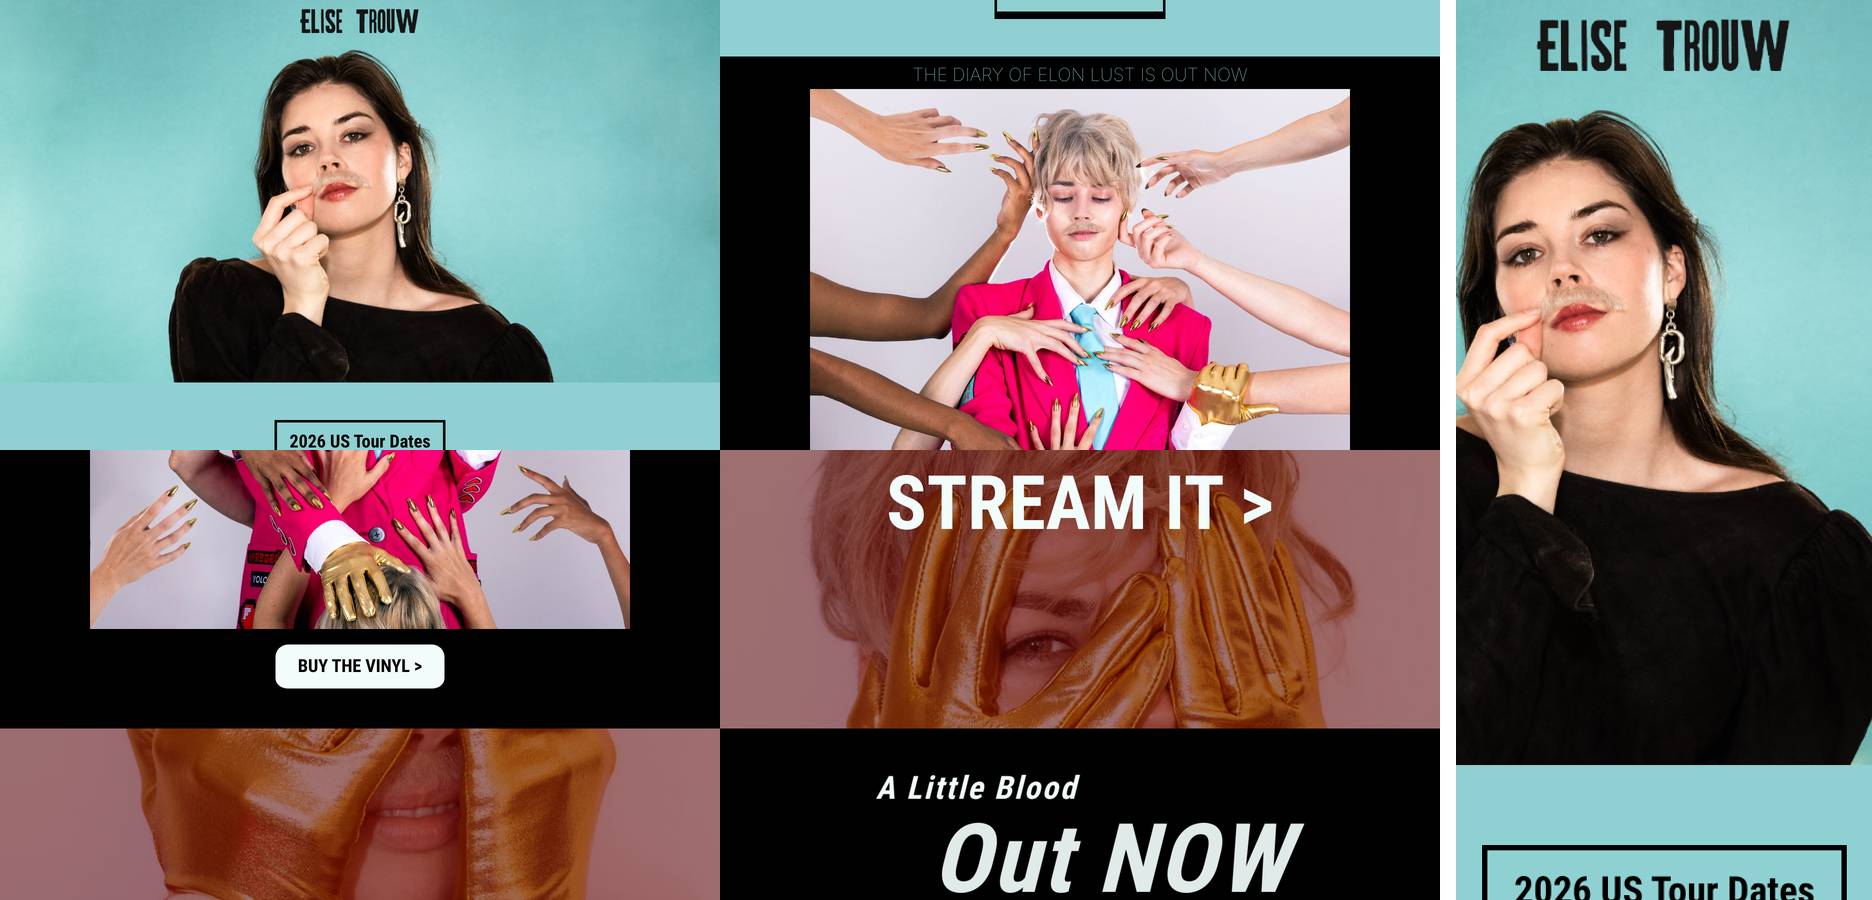 ELISE TROUW
2026 US Tour Dates
THE DIARY OF ELON LUST IS OUT NOW
YOLO
BUY THE VINYL >
STREAM IT >
A Little Blood
Out NOW
ELISE TROUW
2026 US Tour Dates